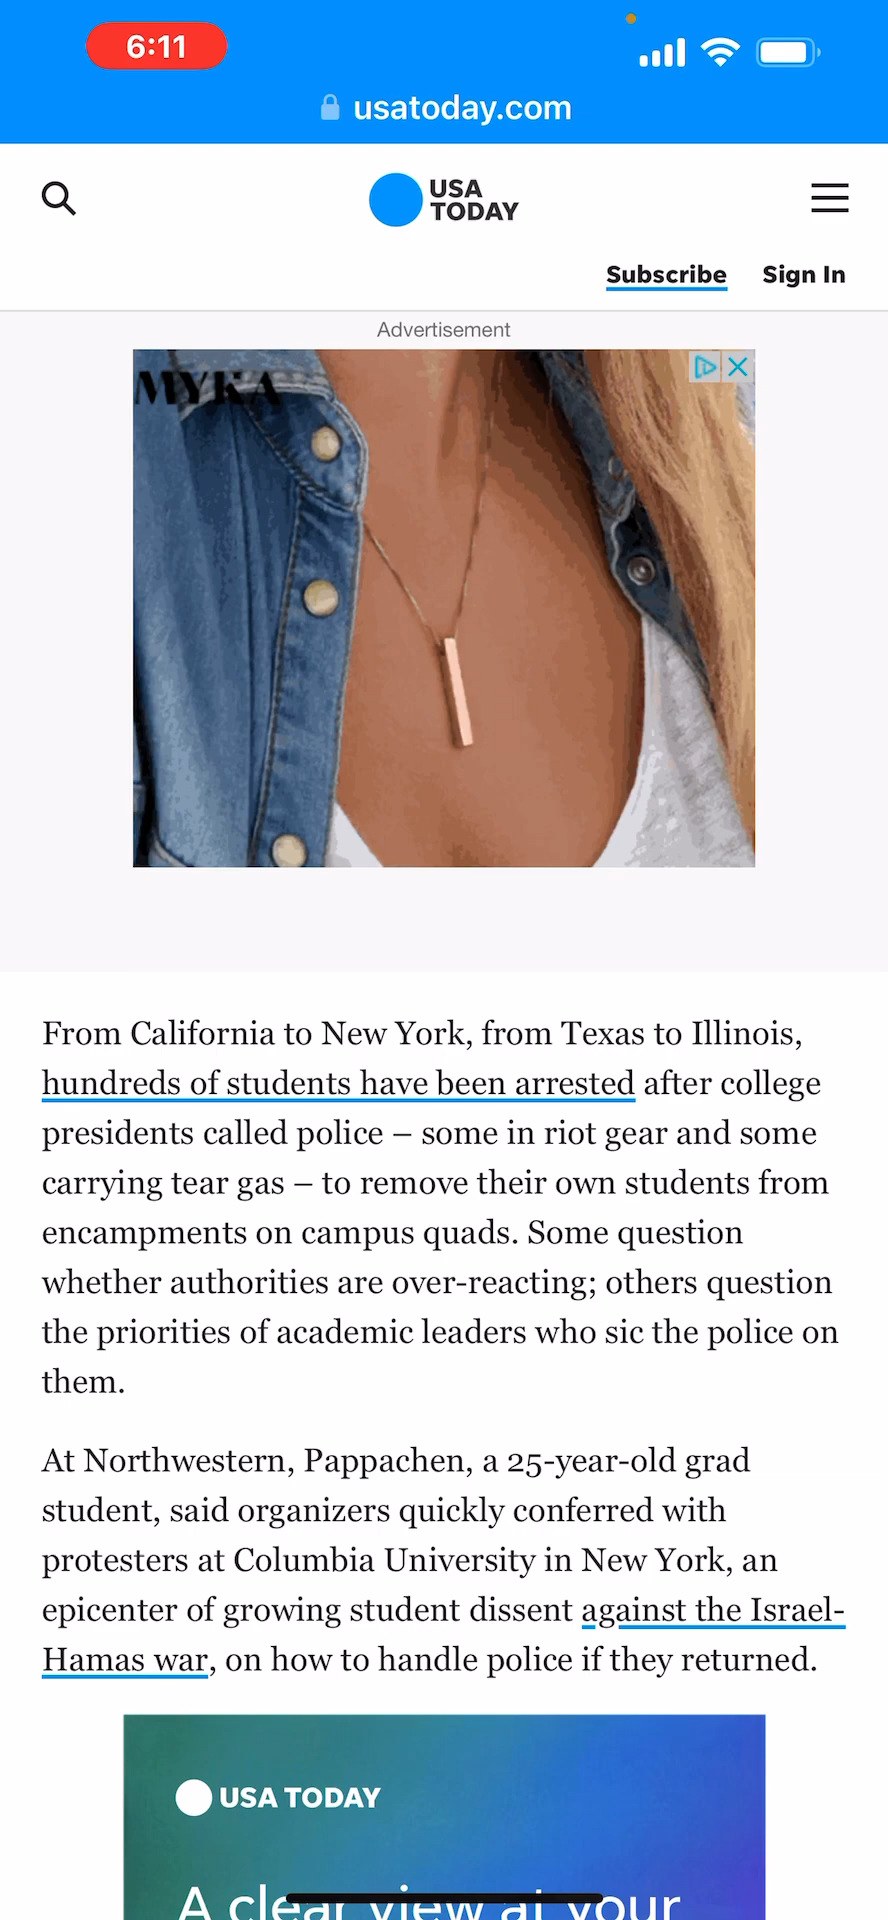 6:11
usatoday.com
USA
TODAY
Subscribe Sign In
Advertisement
MYKA
From California to New York, from Texas to Illinois,
hundreds of students have been arrested after college
presidents called police – some in riot gear and some
carrying tear gas – to remove their own students from
encampments on campus quads. Some question
whether authorities are over-reacting; others question
the priorities of academic leaders who sic the police on
them.
At Northwestern, Pappachen, a 25-year-old grad
student, said organizers quickly conferred with
protesters at Columbia University in New York, an
epicenter of growing student dissent against the Israel-
Hamas war, on how to handle police if they returned.
USA TODAY
A clear view at your